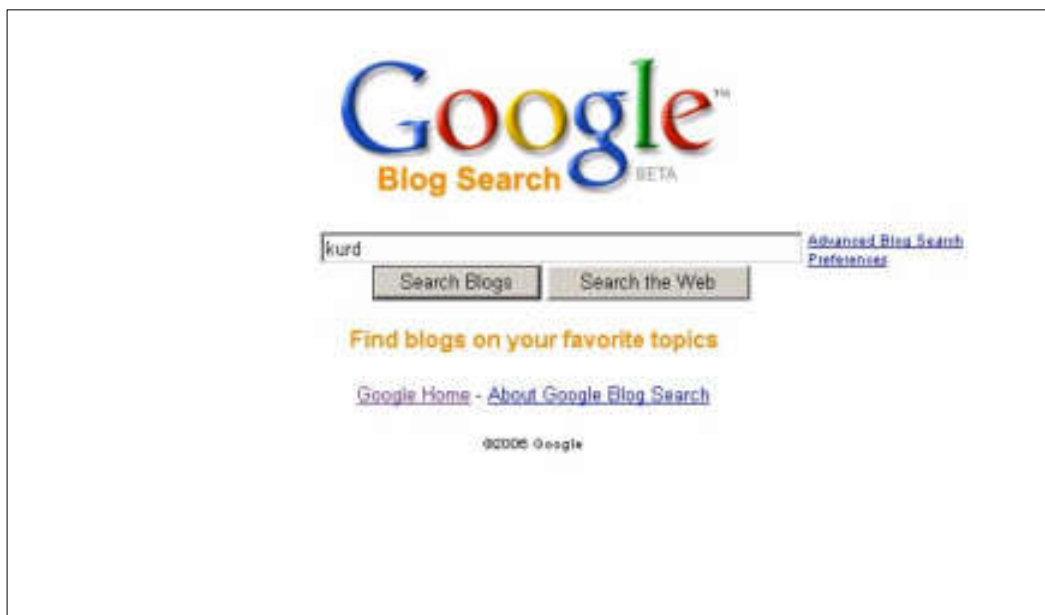 Google™
Blog Search BETA
kurd
Advanced Blog Search
Preferences
Search Blogs Search the Web
Find blogs on your favorite topics
Google Home - About Google Blog Search
©2006 Google